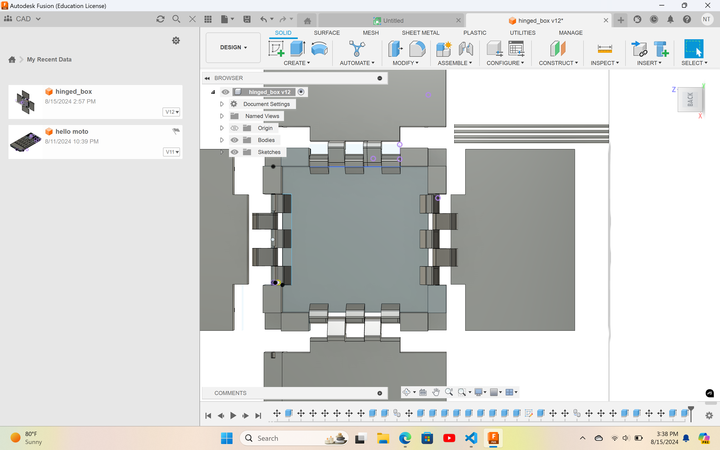 Autodesk Fusion (Education License)
CAD
Untitled
hinged_box v12*
NT
My Recent Data
hinged_box
8/15/2024 2:57 PM
V12
hello moto
8/11/2024 10:39 PM
V11
DESIGN
SOLID
SURFACE
MESH
SHEET METAL
PLASTIC
UTILITIES
MANAGE
CREATE
AUTOMATE
MODIFY
ASSEMBLE
CONFIGURE
CONSTRUCT
INSPECT
INSERT
SELECT
BROWSER
hinged_box v12
Document Settings
Named Views
Origin
Bodies
Sketches
Z
BACK
X
COMMENTS
80°F
Sunny
Search
3:38 PM
8/15/2024